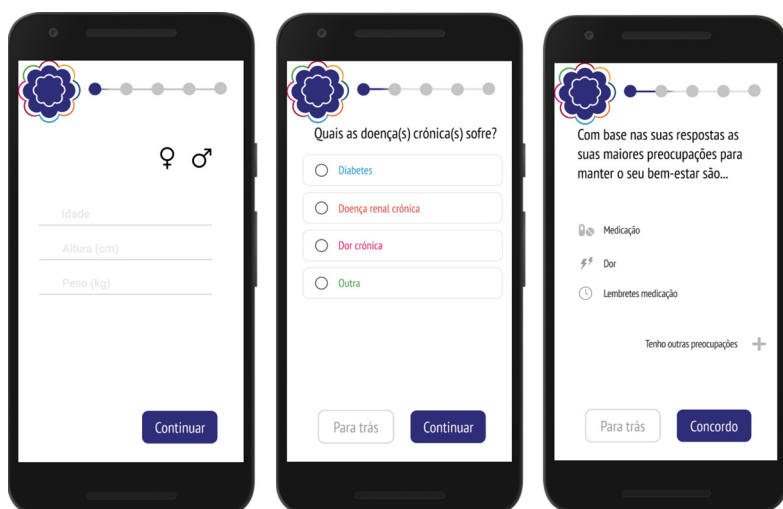 Idade
Altura (cm)
Peso (kg)
Continuar
Quais as doença(s) crónica(s) sofre?
Diabetes
Doença renal crónica
Dor crónica
Outra
Para trás
Continuar
Com base nas suas respostas as
suas maiores preocupações para
manter o seu bem-estar são...
Medicação
Dor
Lembretes medicação
Tenho outras preocupações
Para trás
Concordo